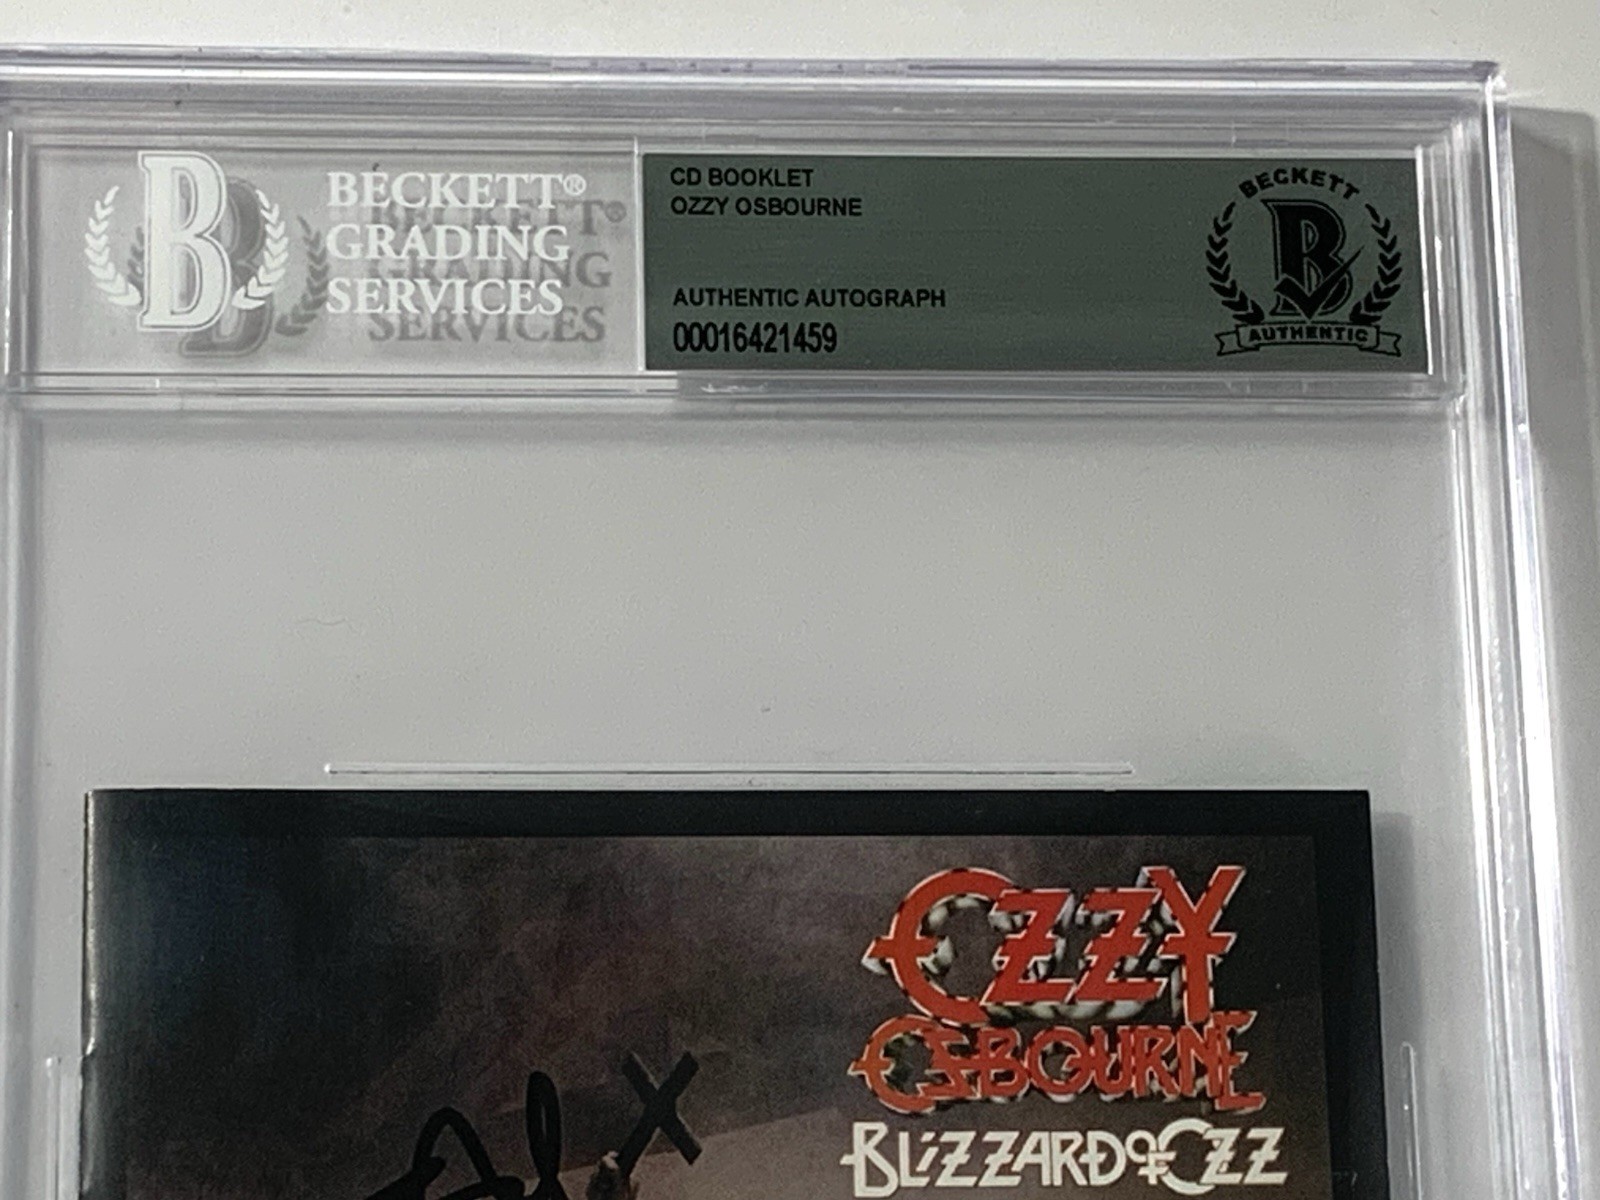 BECKETT®
GRADING
SERVICES
CD BOOKLET
OZZY OSBOURNE
AUTHENTIC AUTOGRAPH
00016421459
BECKETT
B
AUTHENTIC
B
OZZY
OSBOURNE
BLiZZARD OF OZZ